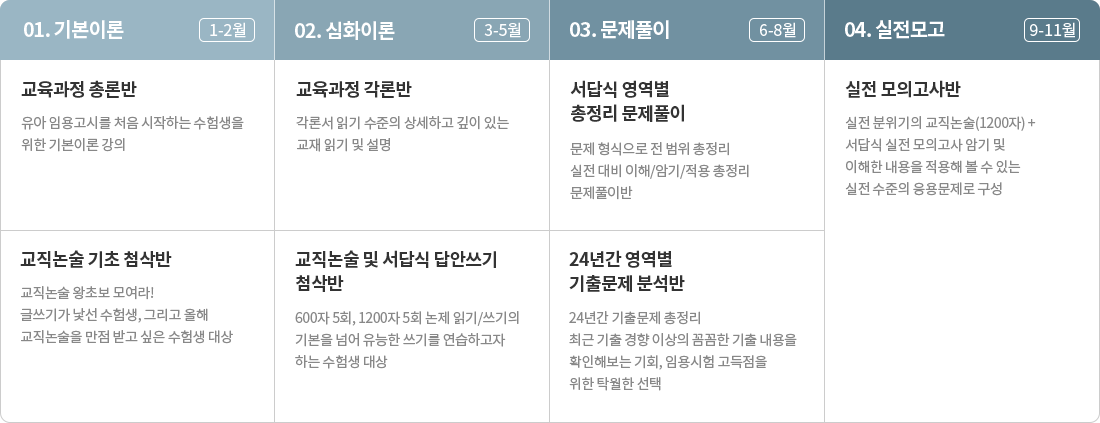 01. 기본이론
1-2월
02. 심화이론
3-5월
03. 문제풀이
6-8월
04. 실전모고
9-11월
교육과정 총론반
유아 임용고시를 처음 시작하는 수험생을
위한 기본이론 강의
교육과정 각론반
각론서 읽기 수준의 상세하고 깊이 있는
교재 읽기 및 설명
서답식 영역별
총정리 문제풀이
문제 형식으로 전 범위 총정리
실전 대비 이해/암기/적용 총정리
문제풀이반
실전 모의고사반
실전 분위기의 교직논술(1200자) +
서답식 실전 모의고사 암기 및
이해한 내용을 적용해 볼 수 있는
실전 수준의 응용문제로 구성
교직논술 기초 첨삭반
교직논술 왕초보 모여라!
글쓰기가 낯선 수험생, 그리고 올해
교직논술을 만점 받고 싶은 수험생 대상
교직논술 및 서답식 답안쓰기
첨삭반
600자 5회, 1200자 5회 논제 읽기/쓰기의
기본을 넘어 유능한 쓰기를 연습하고자
하는 수험생 대상
24년간 영역별
기출문제 분석반
24년간 기출문제 총정리
최근 기출 경향 이상의 꼼꼼한 기출 내용을
확인해보는 기회, 임용시험 고득점을
위한 탁월한 선택